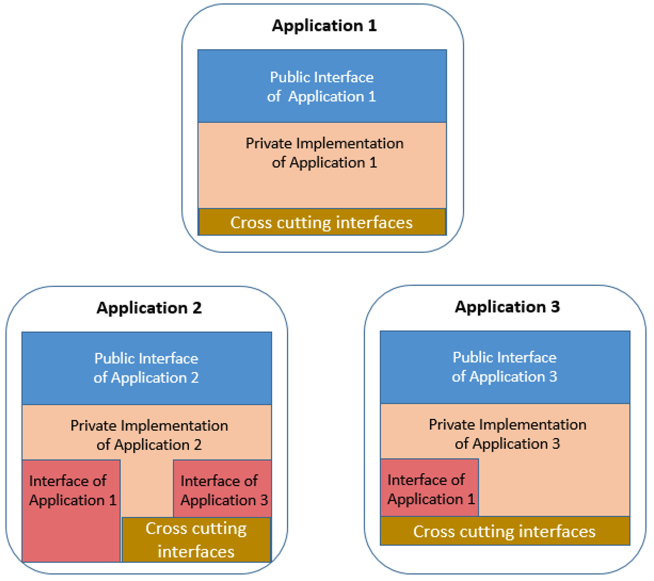 Application 1
Public Interface
of Application 1
Private Implementation
of Application 1
Cross cutting interfaces
Application 2
Public Interface
of Application 2
Private Implementation
of Application 2
Interface of
Application 1
Interface of
Application 3
Cross cutting
interfaces
Application 3
Public Interface
of Application 3
Private Implementation
of Application 3
Interface of
Application 1
Cross cutting interfaces